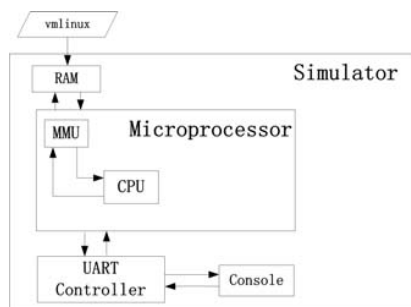 vmlinux
RAM
Simulator
Microprocessor
MMU
CPU
UART
Controller
Console